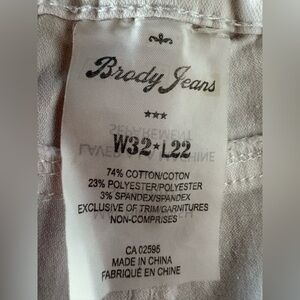 Brody Jeans
***
W32*L22
74% COTTON/COTON
23% POLYESTER/POLYESTER
3% SPANDEX/SPANDEX
EXCLUSIVE OF TRIM/GARNITURES
NON-COMPRISES
CA 02595
MADE IN CHINA
FABRIQUÉ EN CHINE